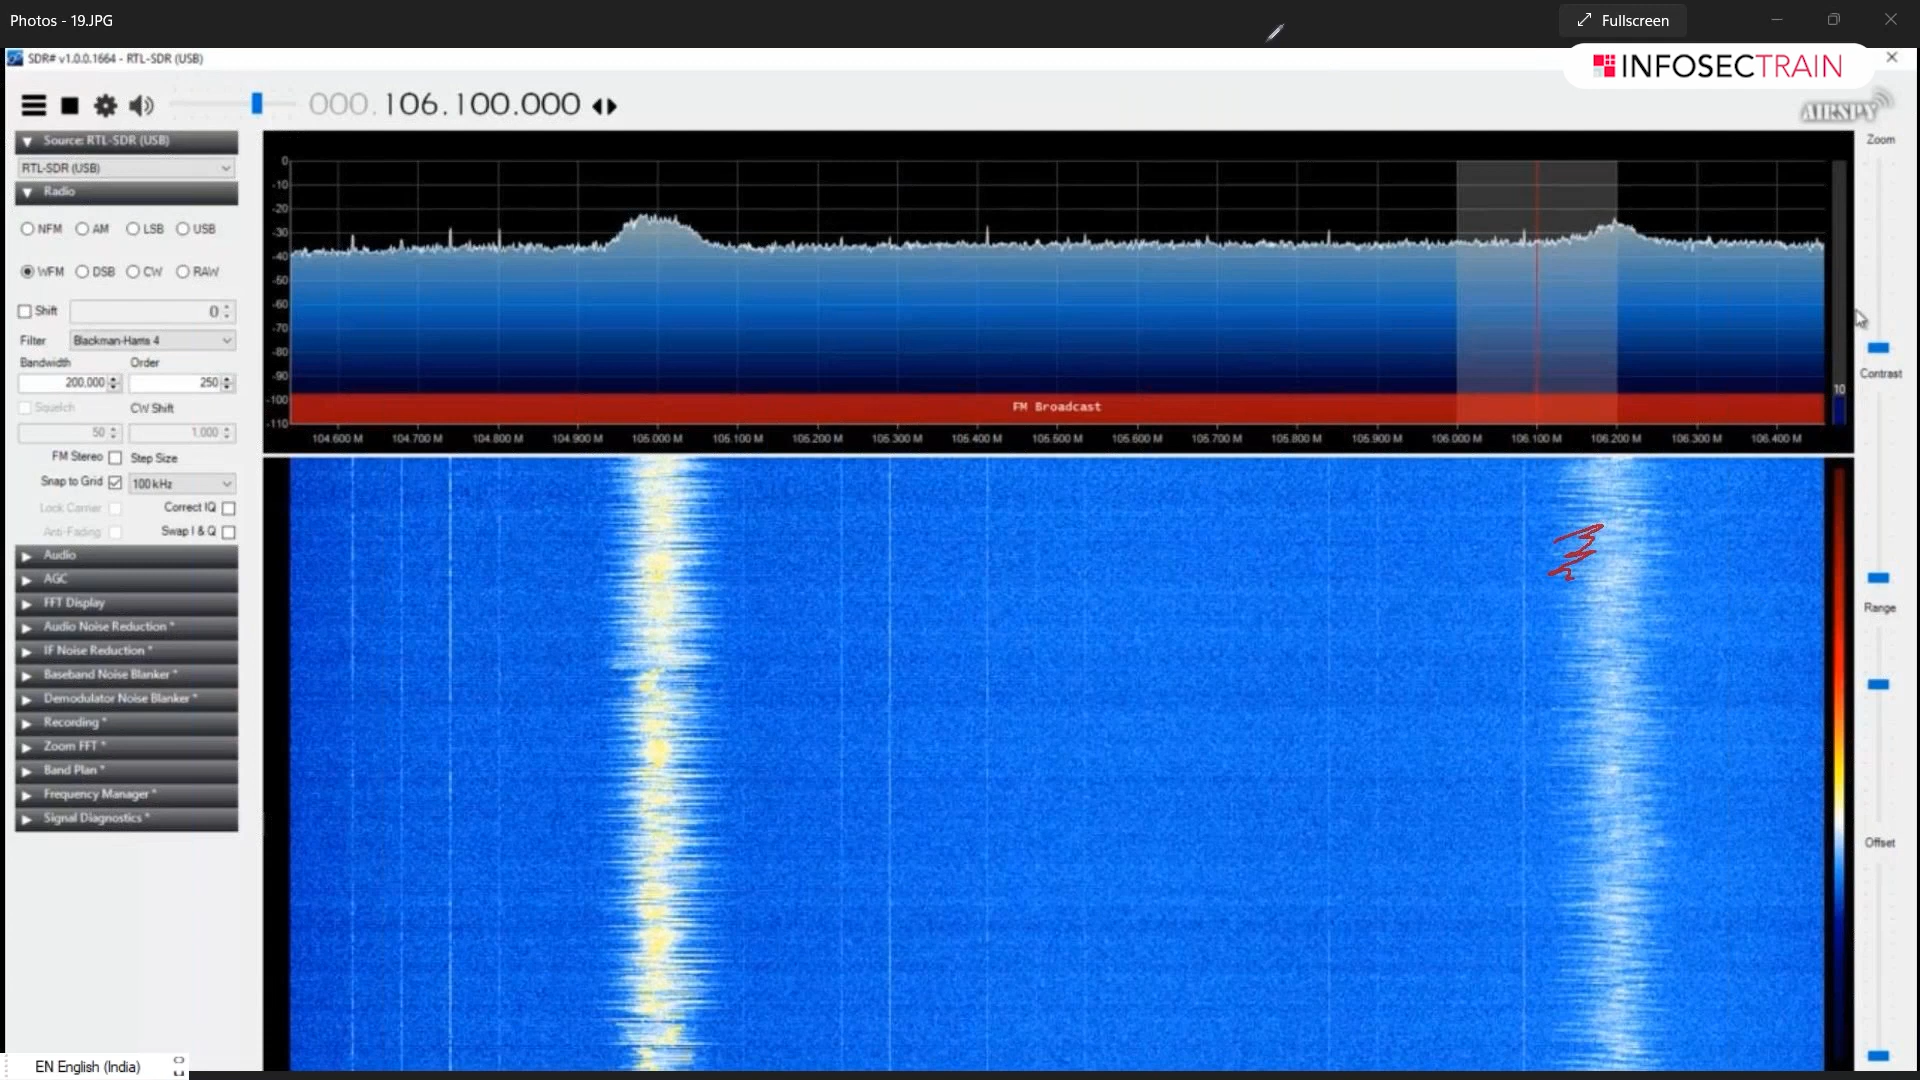 Photos - 19.JPG
Fullscreen
SDR# v1.0.0.1664 - RTL-SDR (USB)
INFOSECTRAIN
000.106.100.000
AIRSPY
Source: RTL-SDR (USB)
RTL-SDR (USB)
Radio
NFM AM LSB USB
WFM DSB CW RAW
Shift 0
Filter Blackman-Harris 4
Bandwidth Order
200,000 250
Squelch CW Shift
50 1,000
FM Stereo Step Size
Snap to Grid 100 kHz
Lock Carrier Correct IQ
Anti-Fading Swap I & Q
Audio
AGC
FFT Display
Audio Noise Reduction *
IF Noise Reduction *
Baseband Noise Blanker *
Demodulator Noise Blanker *
Recording *
Zoom FFT *
Band Plan *
Frequency Manager *
Signal Diagnostics *
0
-10
-20
-30
-40
-50
-60
-70
-80
-90
-100
-110
FM Broadcast
104.600 M 104.700 M 104.800 M 104.900 M 105.000 M 105.100 M 105.200 M 105.300 M 105.400 M 105.500 M 105.600 M 105.700 M 105.800 M 105.900 M 106.000 M 106.100 M 106.200 M 106.300 M 106.400 M
10
Zoom
Contrast
Range
Offset
EN English (India)